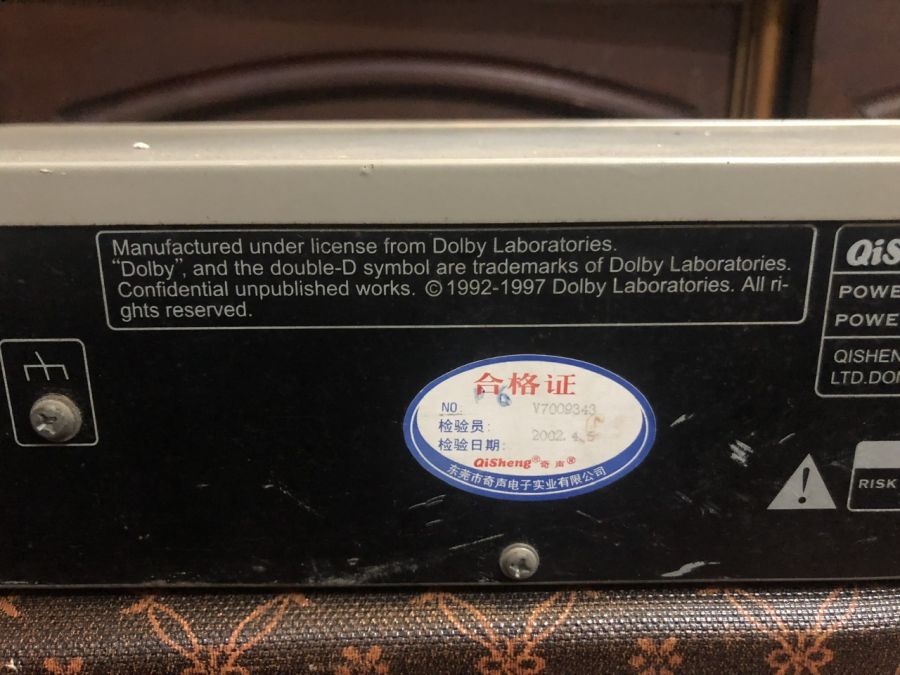 Manufactured under license from Dolby Laboratories.
“Dolby”, and the double-D symbol are trademarks of Dolby Laboratories.
Confidential unpublished works. © 1992-1997 Dolby Laboratories. All ri-
ghts reserved.
QiS
POWE
POWE
QISHEN
LTD.DON
合格证
NO. V7009343
检验员:
检验日期: 2002. 4. 5
QiSheng® 奇声®
东莞市奇声电子实业有限公司
RISK